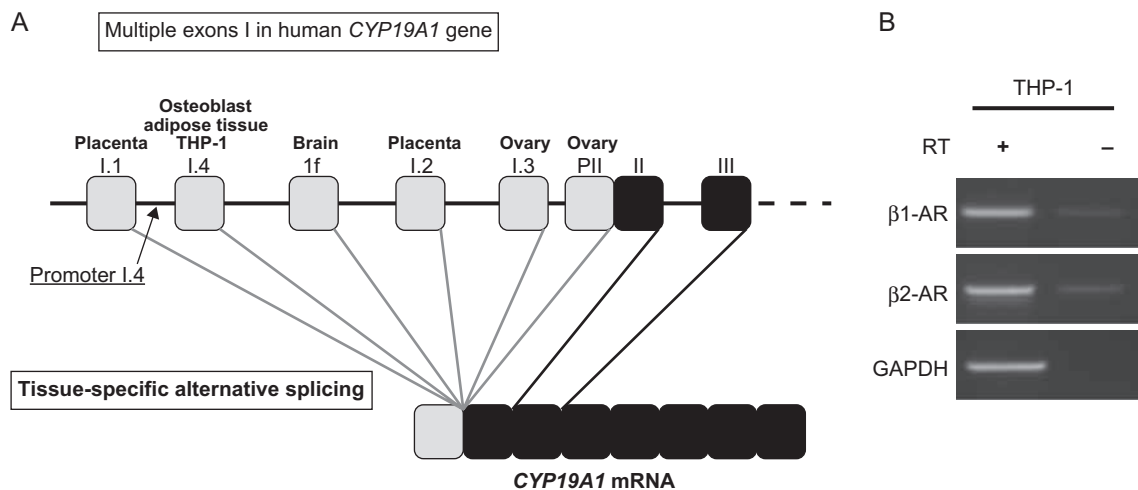 A
Multiple exons I in human CYP19A1 gene
Osteoblast
adipose tissue
Placenta THP-1 Brain Placenta Ovary Ovary
I.1 I.4 1f I.2 I.3 PII II III
Promoter I.4
Tissue-specific alternative splicing
CYP19A1 mRNA
B
THP-1
RT + –
β1-AR
β2-AR
GAPDH